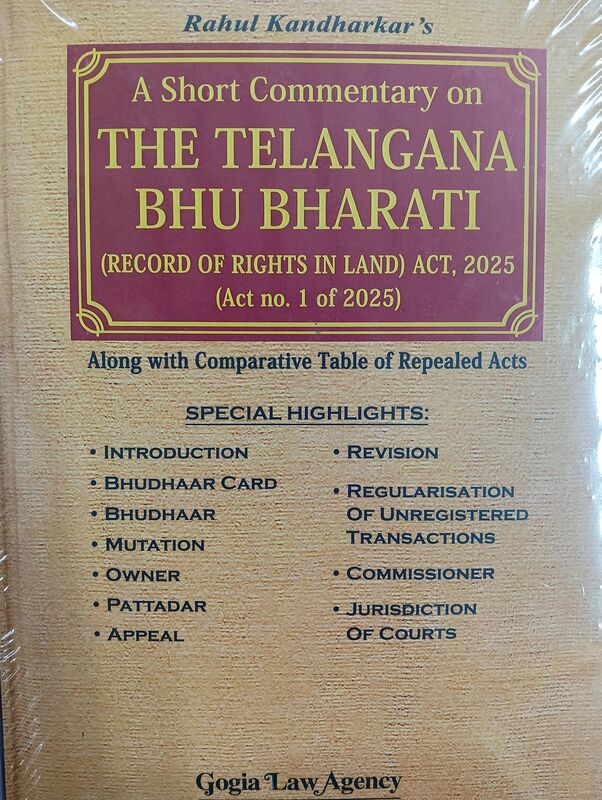 Rahul Kandharkar's
A Short Commentary on
THE TELANGANA
BHU BHARATI
(RECORD OF RIGHTS IN LAND) ACT, 2025
(Act no. 1 of 2025)
Along with Comparative Table of Repealed Acts
SPECIAL HIGHLIGHTS:
• INTRODUCTION
• BHUDHAAR CARD
• BHUDHAAR
• MUTATION
• OWNER
• PATTADAR
• APPEAL
• REVISION
• REGULARISATION
OF UNREGISTERED
TRANSACTIONS
• COMMISSIONER
• JURISDICTION
OF COURTS
Gogia Law Agency